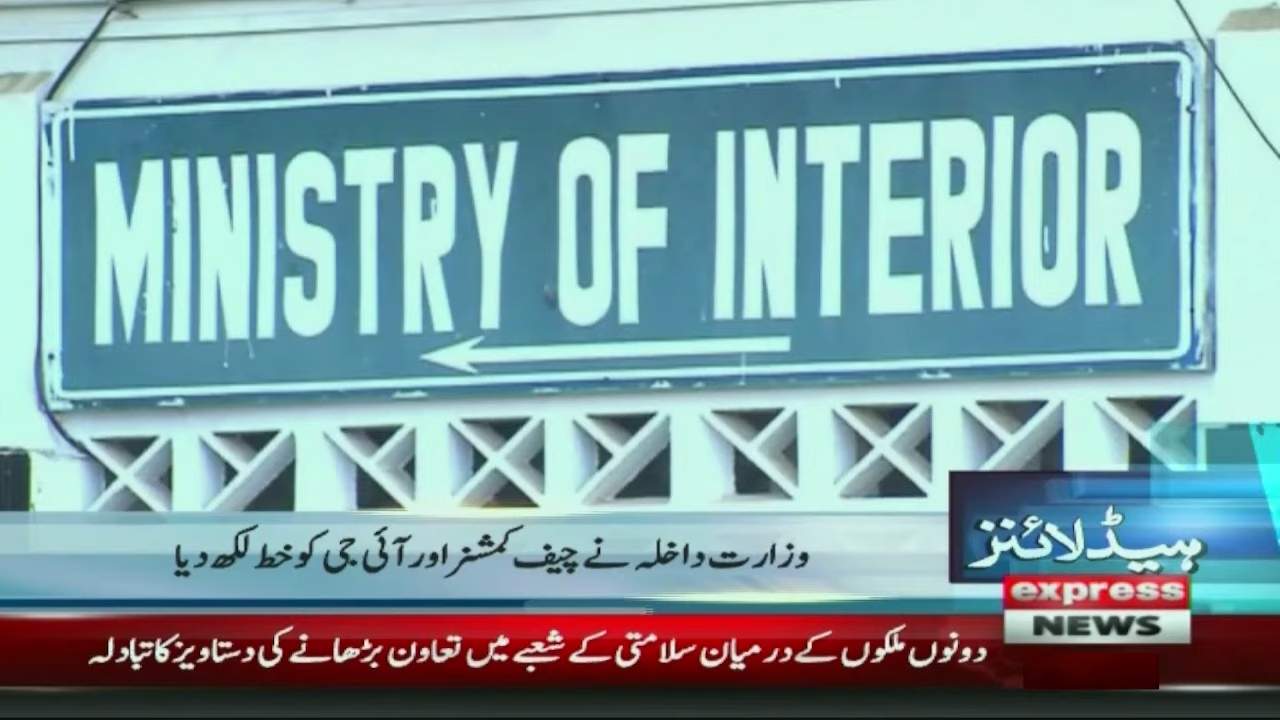 MINISTRY OF INTERIOR
ہیڈلائنز
وزارت داخلہ نے چیف کمشنر اور آئی جی کو خط لکھ دیا
express
NEWS
دونوں ملکوں کے درمیان سلامتی کے شعبے میں تعاون بڑھانے کی دستاویز کا تبادلہ